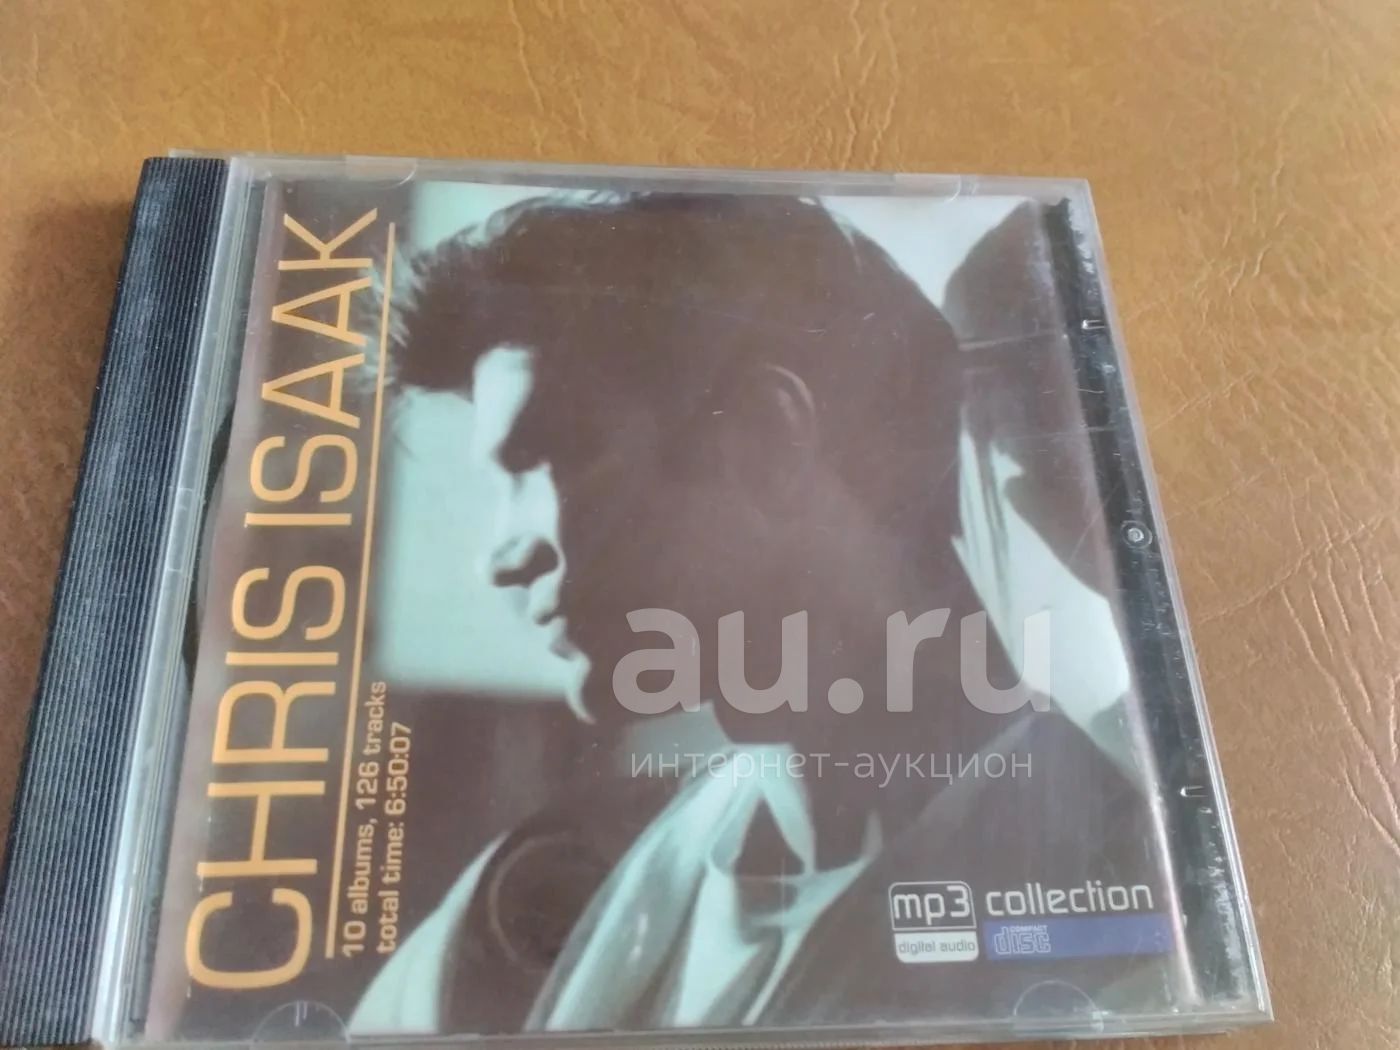 CHRIS ISAAK
10 albums, 126 tracks
total time: 6:50:07
au.ru
интернет-аукцион
mp3 collection
digital audio
COMPACT
disc